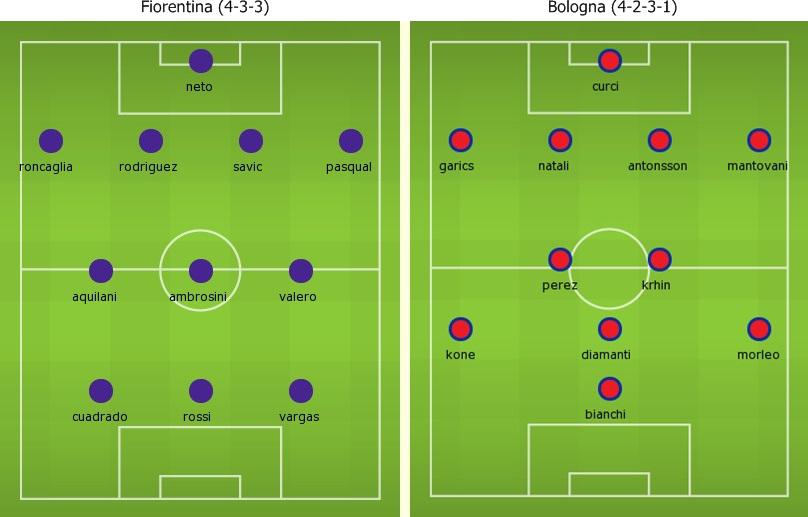 Fiorentina (4-3-3)
neto
roncaglia rodriguez savic pasqual
aquilani ambrosini valero
cuadrado rossi vargas
Bologna (4-2-3-1)
curci
garics natali antonsson mantovani
perez krhin
kone diamanti morleo
bianchi